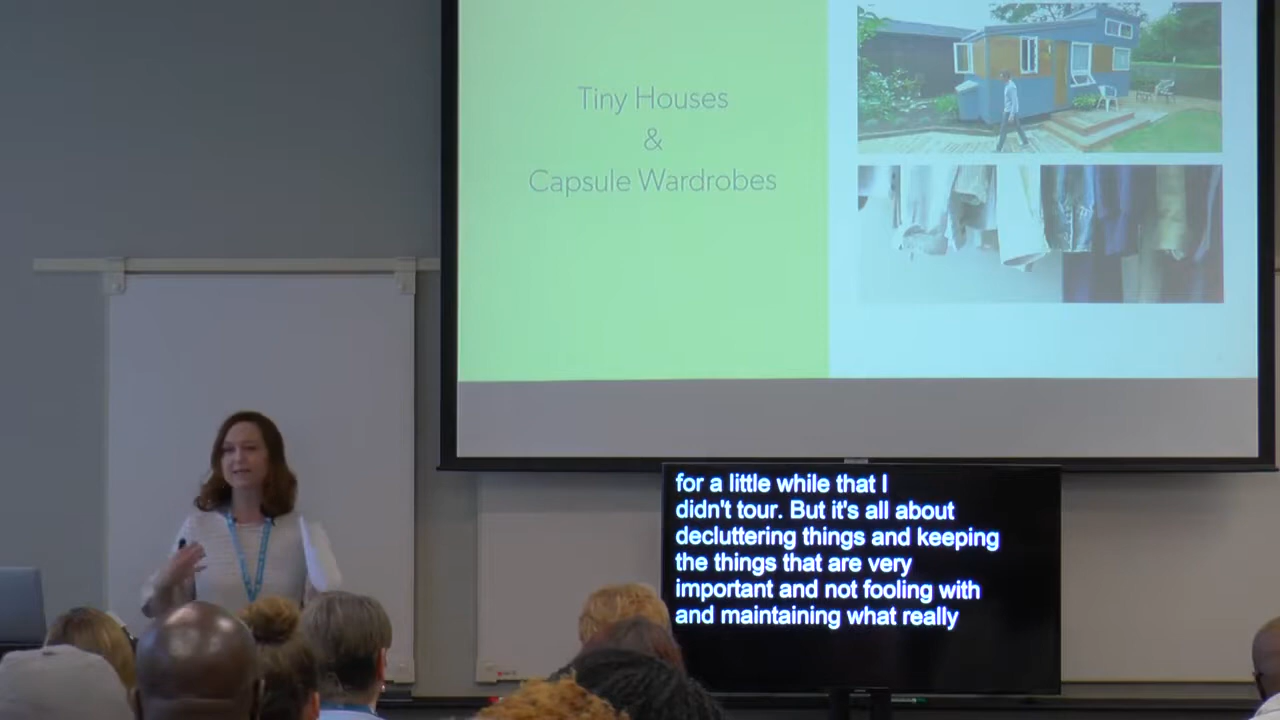 Tiny Houses
&
Capsule Wardrobes
for a little while that I
didn't tour. But it's all about
decluttering things and keeping
the things that are very
important and not fooling with
and maintaining what really